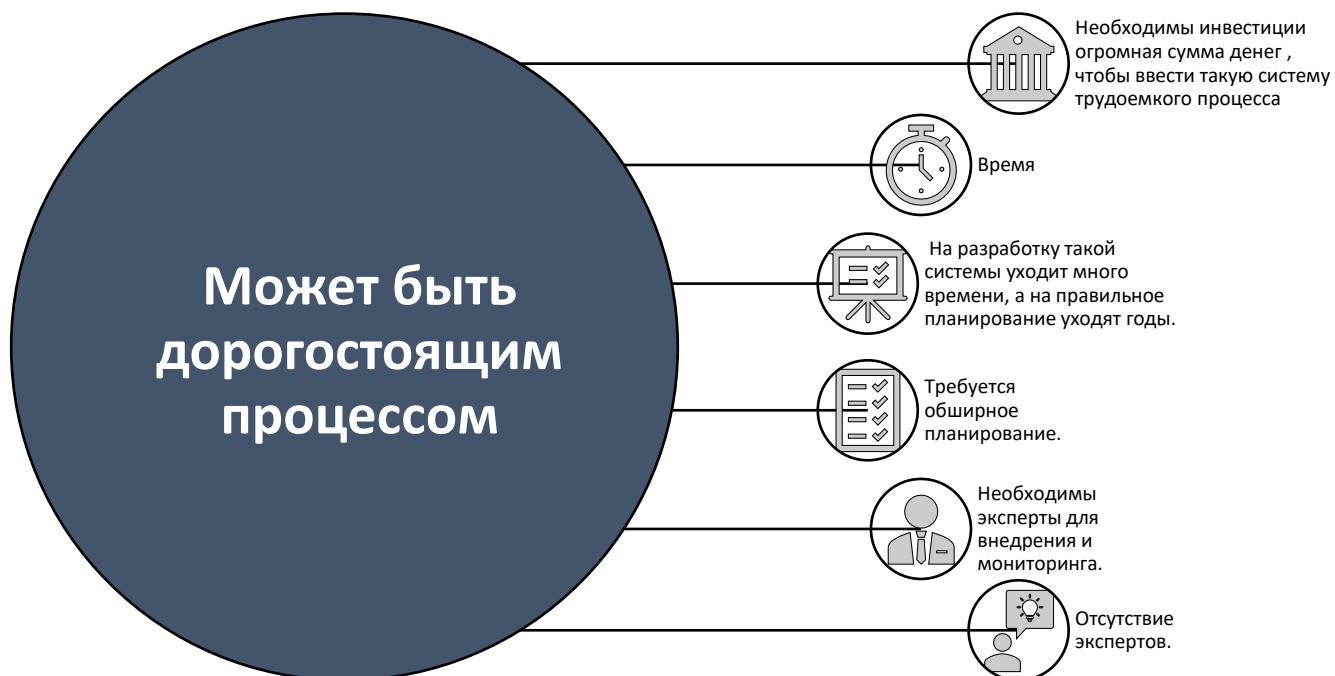 Может быть
дорогостоящим
процессом
Необходимы инвестиции
огромная сумма денег ,
чтобы ввести такую систему
трудоемкого процесса
Время
На разработку такой
системы уходит много
времени, а на правильное
планирование уходят годы.
Требуется
обширное
планирование.
Необходимы
эксперты для
внедрения и
мониторинга.
Отсутствие
экспертов.